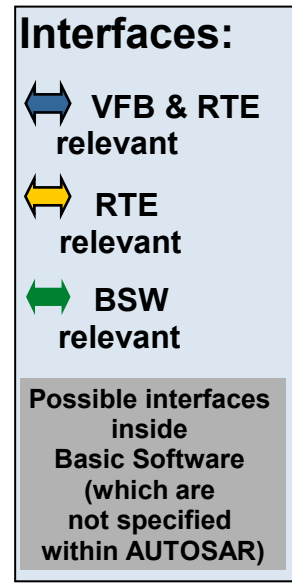 Interfaces:
VFB & RTE
relevant
RTE
relevant
BSW
relevant
Possible interfaces
inside
Basic Software
(which are
not specified
within AUTOSAR)